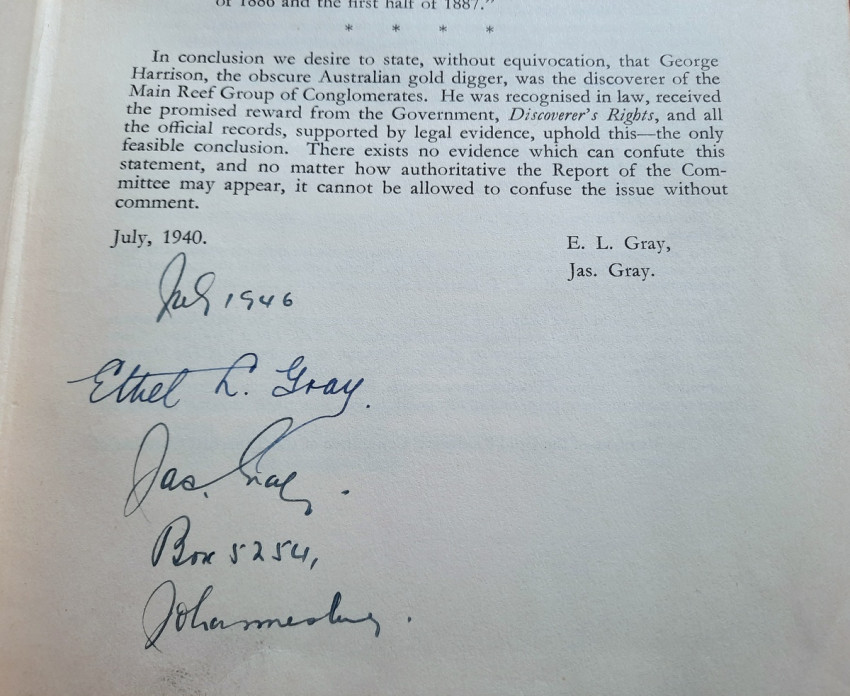 of 1886 and the first half of 1887."
* * * *
In conclusion we desire to state, without equivocation, that George
Harrison, the obscure Australian gold digger, was the discoverer of the
Main Reef Group of Conglomerates. He was recognised in law, received
the promised reward from the Government, Discoverer's Rights, and all
the official records, supported by legal evidence, uphold this—the only
feasible conclusion. There exists no evidence which can confute this
statement, and no matter how authoritative the Report of the Com-
mittee may appear, it cannot be allowed to confuse the issue without
comment.
July, 1940.
E. L. Gray,
Jas. Gray.
July 1946
Ethel L. Gray.
Jas. Gray.
Box 5254,
Johannesburg.